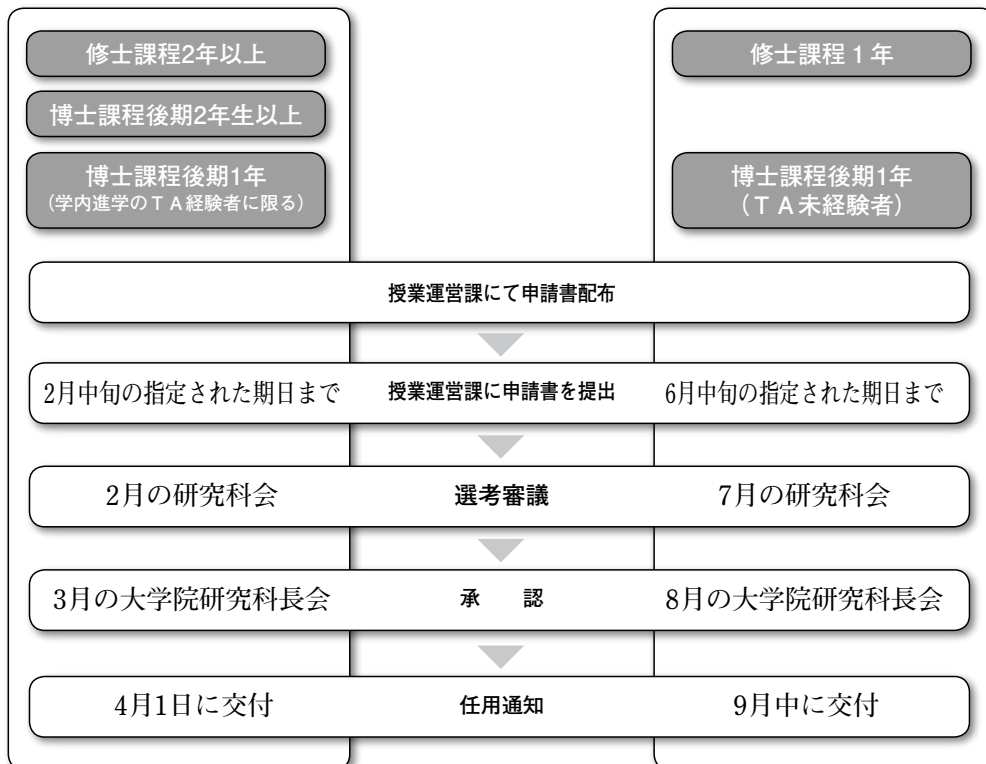 修士課程2年以上
修士課程１年
博士課程後期2年生以上
博士課程後期1年
(学内進学のＴＡ経験者に限る)
博士課程後期1年
（ＴＡ未経験者）
授業運営課にて申請書配布
2月中旬の指定された期日まで 授業運営課に申請書を提出 6月中旬の指定された期日まで
2月の研究科会 選考審議 7月の研究科会
3月の大学院研究科長会 承　認 8月の大学院研究科長会
4月1日に交付 任用通知 9月中に交付